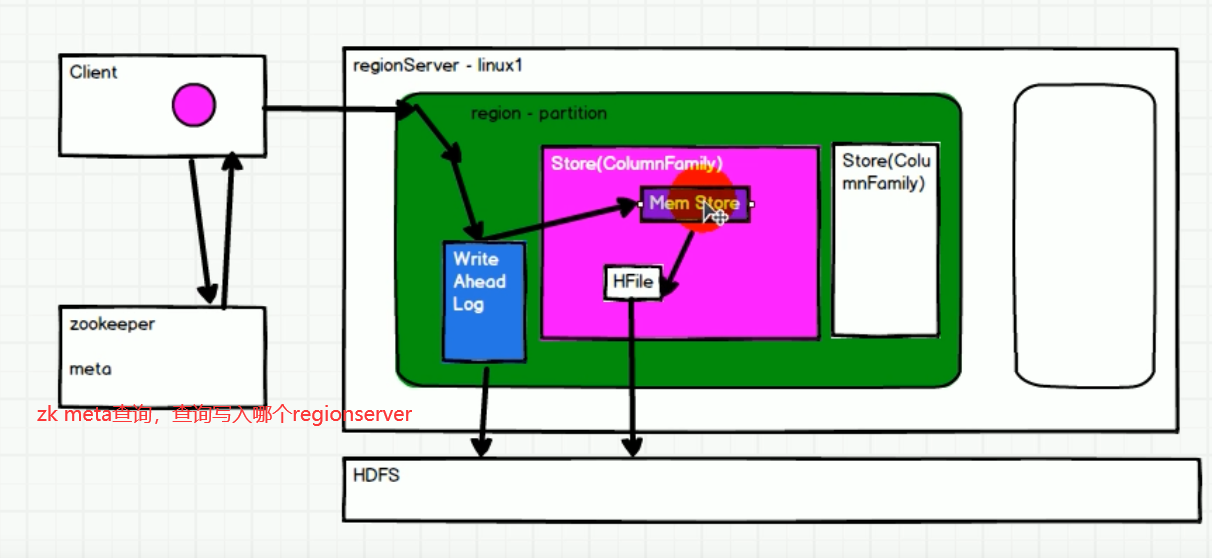 Client
regionServer - linux1
region - partition
Store(ColumnFamily)
Mem Store
HFile
Store(Colu
mnFamily)
Write
Ahead
Log
zookeeper
meta
zk meta查询，查询写入哪个regionserver
HDFS